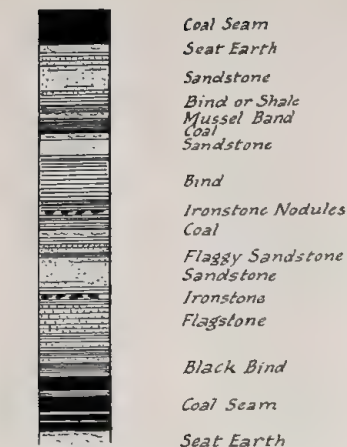 Coal Seam
Seat Earth
Sandstone
Bind or Shale
Mussel Band
Coal
Sandstone
Bind
Ironstone Nodules
Coal
Flaggy Sandstone
Sandstone
Ironstone
Flagstone
Black Bind
Coal Seam
Seat Earth